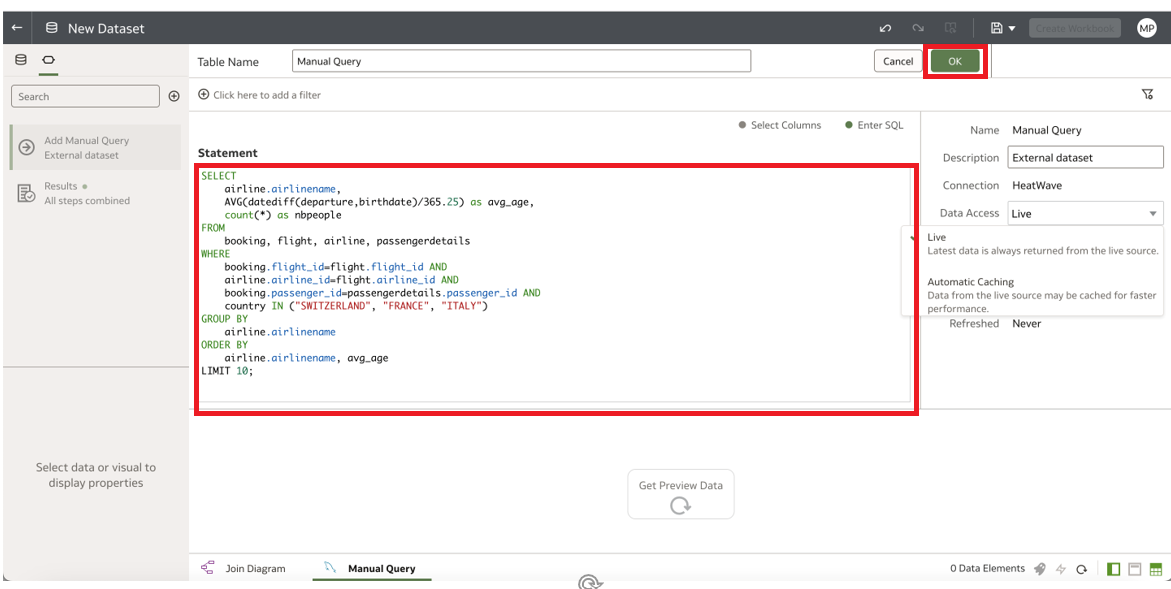 New Dataset
Create Workbook
MP
Table Name
Manual Query
Cancel
OK
Search
Click here to add a filter
Select Columns
Enter SQL
Add Manual Query
External dataset
Results
All steps combined
Statement
SELECT
airline.airlinename,
AVG(datediff(departure,birthdate)/365.25) as avg_age,
count(*) as nbpeople
FROM
booking, flight, airline, passengerdetails
WHERE
booking.flight_id=flight.flight_id AND
airline.airline_id=flight.airline_id AND
booking.passenger_id=passengerdetails.passenger_id AND
country IN ("SWITZERLAND", "FRANCE", "ITALY")
GROUP BY
airline.airlinename
ORDER BY
airline.airlinename, avg_age
LIMIT 10;
Name Manual Query
Description External dataset
Connection HeatWave
Data Access Live
Live
Latest data is always returned from the live source.
Automatic Caching
Data from the live source may be cached for faster
performance.
Refreshed Never
Select data or visual to
display properties
Get Preview Data
Join Diagram
Manual Query
0 Data Elements